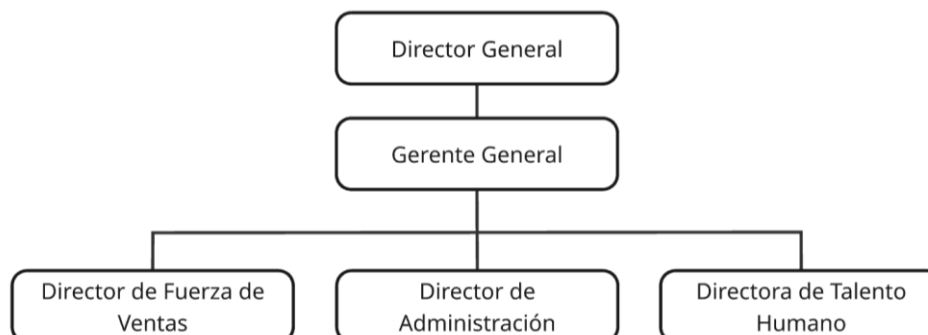 Director General
Gerente General
Director de Fuerza de
Ventas
Director de
Administración
Directora de Talento
Humano